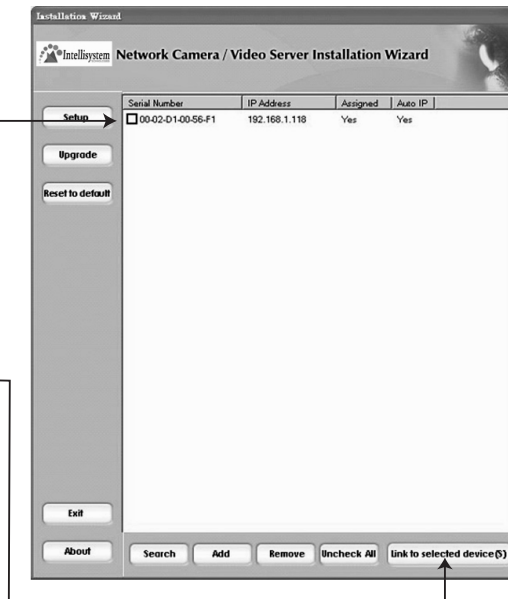 Installation Wizard
Intellisystem Network Camera / Video Server Installation Wizard
Serial Number IP Address Assigned Auto IP
00-02-D1-00-56-F1 192.168.1.118 Yes Yes
Setup
Upgrade
Reset to default
Exit
About
Search Add Remove Uncheck All Link to selected device(S)